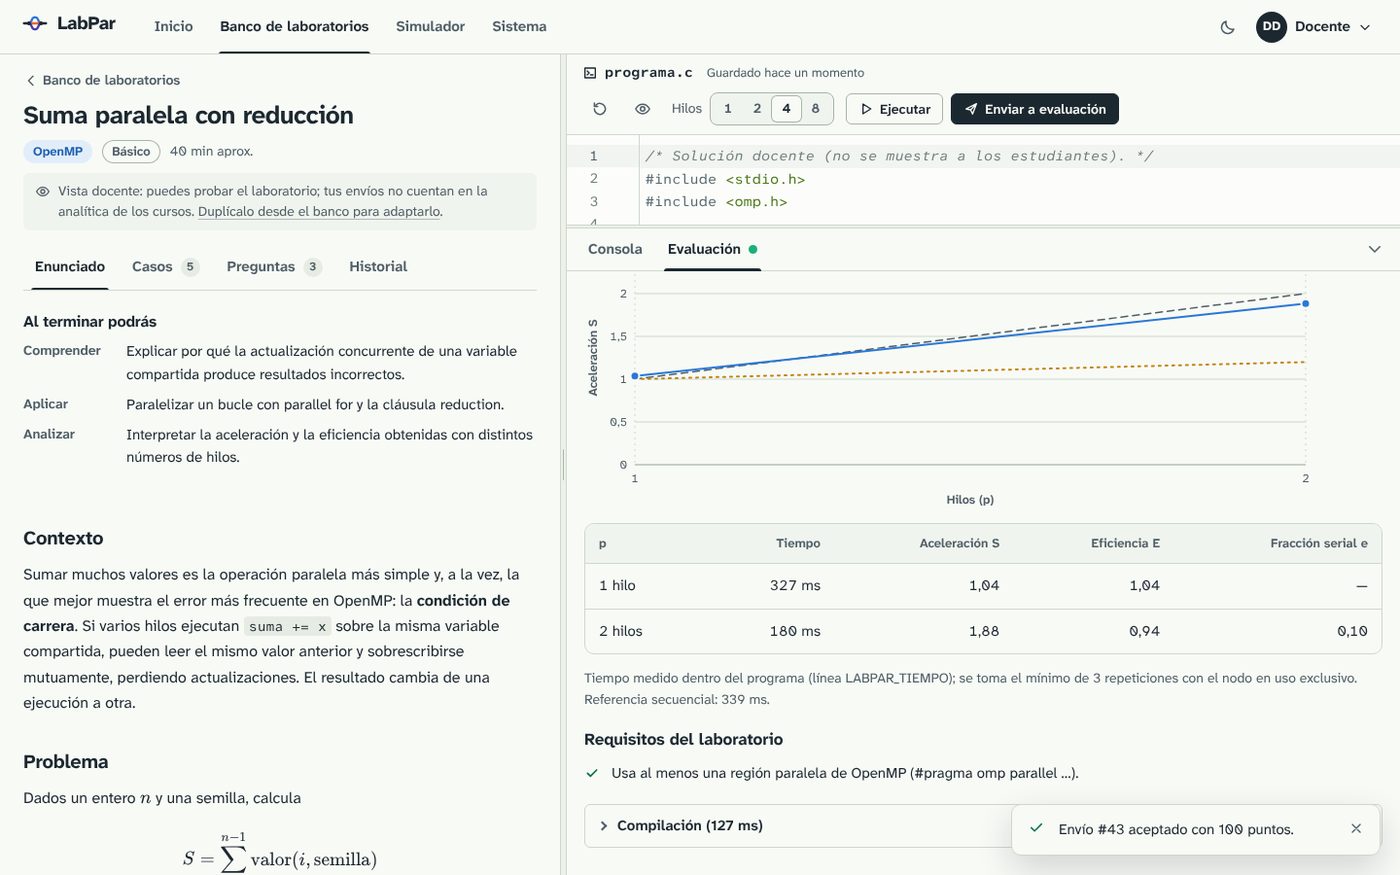 LabPar
Inicio
Banco de laboratorios
Simulador
Sistema
DD
Docente
Banco de laboratorios
Suma paralela con reducción
OpenMP
Básico
40 min aprox.
Vista docente: puedes probar el laboratorio; tus envíos no cuentan en la
analítica de los cursos. Duplícalo desde el banco para adaptarlo.
Enunciado
Casos 5
Preguntas 3
Historial
Al terminar podrás
Comprender Explicar por qué la actualización concurrente de una variable
compartida produce resultados incorrectos.
Aplicar Paralelizar un bucle con parallel for y la cláusula reduction.
Analizar Interpretar la aceleración y la eficiencia obtenidas con distintos
números de hilos.
Contexto
Sumar muchos valores es la operación paralela más simple y, a la vez, la
que mejor muestra el error más frecuente en OpenMP: la condición de
carrera. Si varios hilos ejecutan suma += x sobre la misma variable
compartida, pueden leer el mismo valor anterior y sobrescribirse
mutuamente, perdiendo actualizaciones. El resultado cambia de una
ejecución a otra.
Problema
Dados un entero n y una semilla, calcula
n−1
S = ∑ valor(i, semilla)
programa.c Guardado hace un momento
Hilos 1 2 4 8
Ejecutar
Enviar a evaluación
1 /* Solución docente (no se muestra a los estudiantes). */
2 #include <stdio.h>
3 #include <omp.h>
4
Consola
Evaluación
Aceleración S
2
1,5
1
0,5
0
1 2
Hilos (p)
p Tiempo Aceleración S Eficiencia E Fracción serial e
1 hilo 327 ms 1,04 1,04 —
2 hilos 180 ms 1,88 0,94 0,10
Tiempo medido dentro del programa (línea LABPAR_TIEMPO); se toma el mínimo de 3 repeticiones con el nodo en uso exclusivo.
Referencia secuencial: 339 ms.
Requisitos del laboratorio
Usa al menos una región paralela de OpenMP (#pragma omp parallel …).
Compilación (127 ms)
Envío #43 aceptado con 100 puntos.